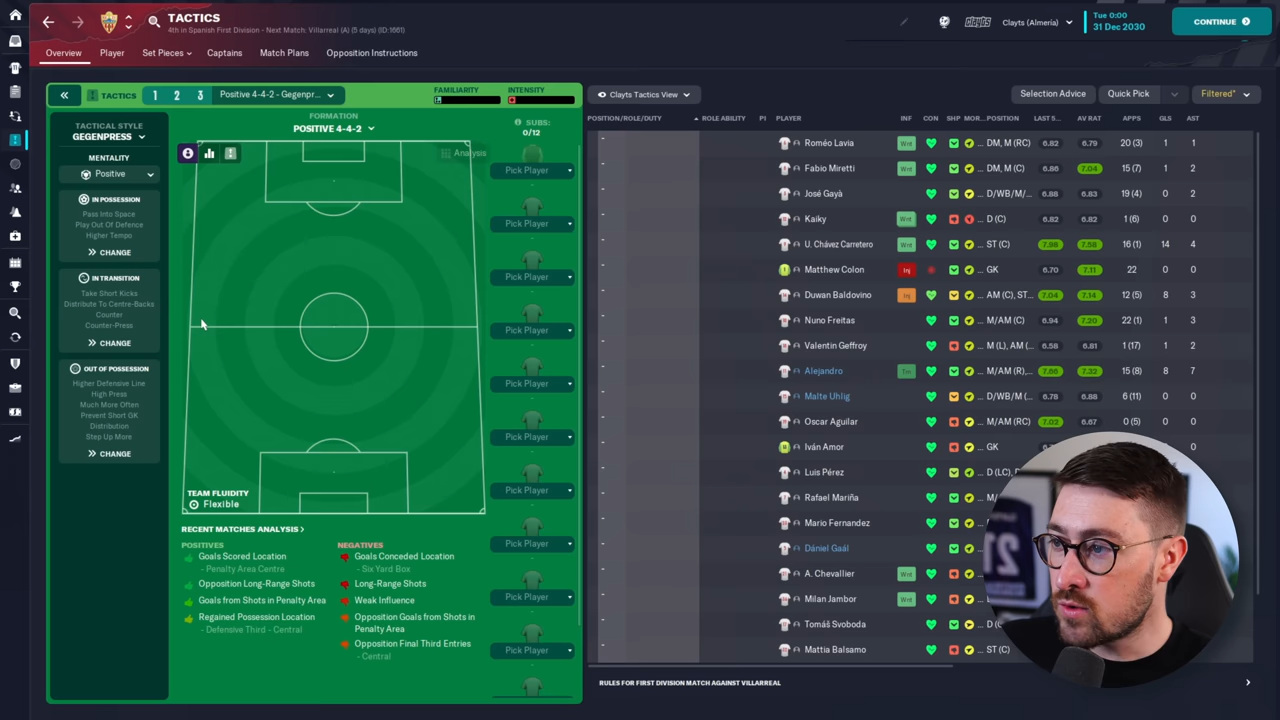 TACTICS
4th in Spanish First Division - Next Match: Villarreal (A) (5 days) (ID:1661)
clayts
Clayts (Almería)
Tue 0:00
31 Dec 2030
CONTINUE
Overview
Player
Set Pieces
Captains
Match Plans
Opposition Instructions
TACTICS
1 2 3
Positive 4-4-2 - Gegenpr...
FAMILIARITY
INTENSITY
Clayts Tactics View
Selection Advice
Quick Pick
Filtered*
TACTICAL STYLE
GEGENPRESS
MENTALITY
Positive
IN POSSESSION
Pass Into Space
Play Out Of Defence
Higher Tempo
CHANGE
IN TRANSITION
Take Short Kicks
Distribute To Centre-Backs
Counter
Counter-Press
CHANGE
OUT OF POSSESSION
Higher Defensive Line
High Press
Much More Often
Prevent Short GK
Distribution
Step Up More
CHANGE
FORMATION
POSITIVE 4-4-2
Analysis
SUBS:
0/12
Pick Player
-
Pick Player
-
Pick Player
-
Pick Player
-
Pick Player
-
Pick Player
-
Pick Player
-
Pick Player
-
Pick Player
-
Pick Player
-
TEAM FLUIDITY
Flexible
RECENT MATCHES ANALYSIS
POSITIVES
Goals Scored Location
- Penalty Area Centre
Opposition Long-Range Shots
Goals from Shots in Penalty Area
Regained Possession Location
- Defensive Third - Central
NEGATIVES
Goals Conceded Location
- Six Yard Box
Long-Range Shots
Weak Influence
Opposition Goals from Shots in
Penalty Area
Opposition Final Third Entries
- Central
POSITION/ROLE/DUTY ROLE ABILITY PI PLAYER INF CON SHP MOR... POSITION LAST 5... AV RAT APPS GLS AST
- Roméo Lavia Wnt ... DM, M (RC) 6.82 6.79 20 (3) 1 1
- Fabio Miretti Wnt ... DM, M (C) 6.86 7.04 15 (7) 1 2
- José Gayà ... D/WB/M/... 6.88 6.83 19 (4) 0 2
- Kaiky Wnt ... D (C) 6.82 6.82 1 (6) 0 0
- U. Chávez Carretero Wnt ... ST (C) 7.98 7.58 16 (1) 14 4
- Matthew Colon Inj ... GK 6.70 7.11 22 0 0
- Duwan Baldovino Inj ... AM (C), ST... 7.04 7.14 12 (5) 8 3
- Nuno Freitas ... M/AM (C) 6.94 7.20 22 (1) 1 3
- Valentin Geffroy ... M (L), AM (... 6.58 6.81 1 (17) 1 2
- Alejandro Trn ... M/AM (R),... 7.86 7.32 15 (8) 8 7
- Malte Uhlig ... D/WB/M (... 6.78 6.88 6 (11) 0 0
- Oscar Aguilar ... M/AM (RC) 7.02 6.67 0 (5) 0 0
- Iván Amor ... GK 0
- Luis Pérez ... D (LC),
- Rafael Mariña ...
- Mario Fernandez ...
- Dániel Gaál ...
- A. Chevallier Wnt ...
- Milan Jambor Wnt ...
- Tomáš Svoboda ...
- Mattia Balsamo ... ST (C)
RULES FOR FIRST DIVISION MATCH AGAINST VILLARREAL